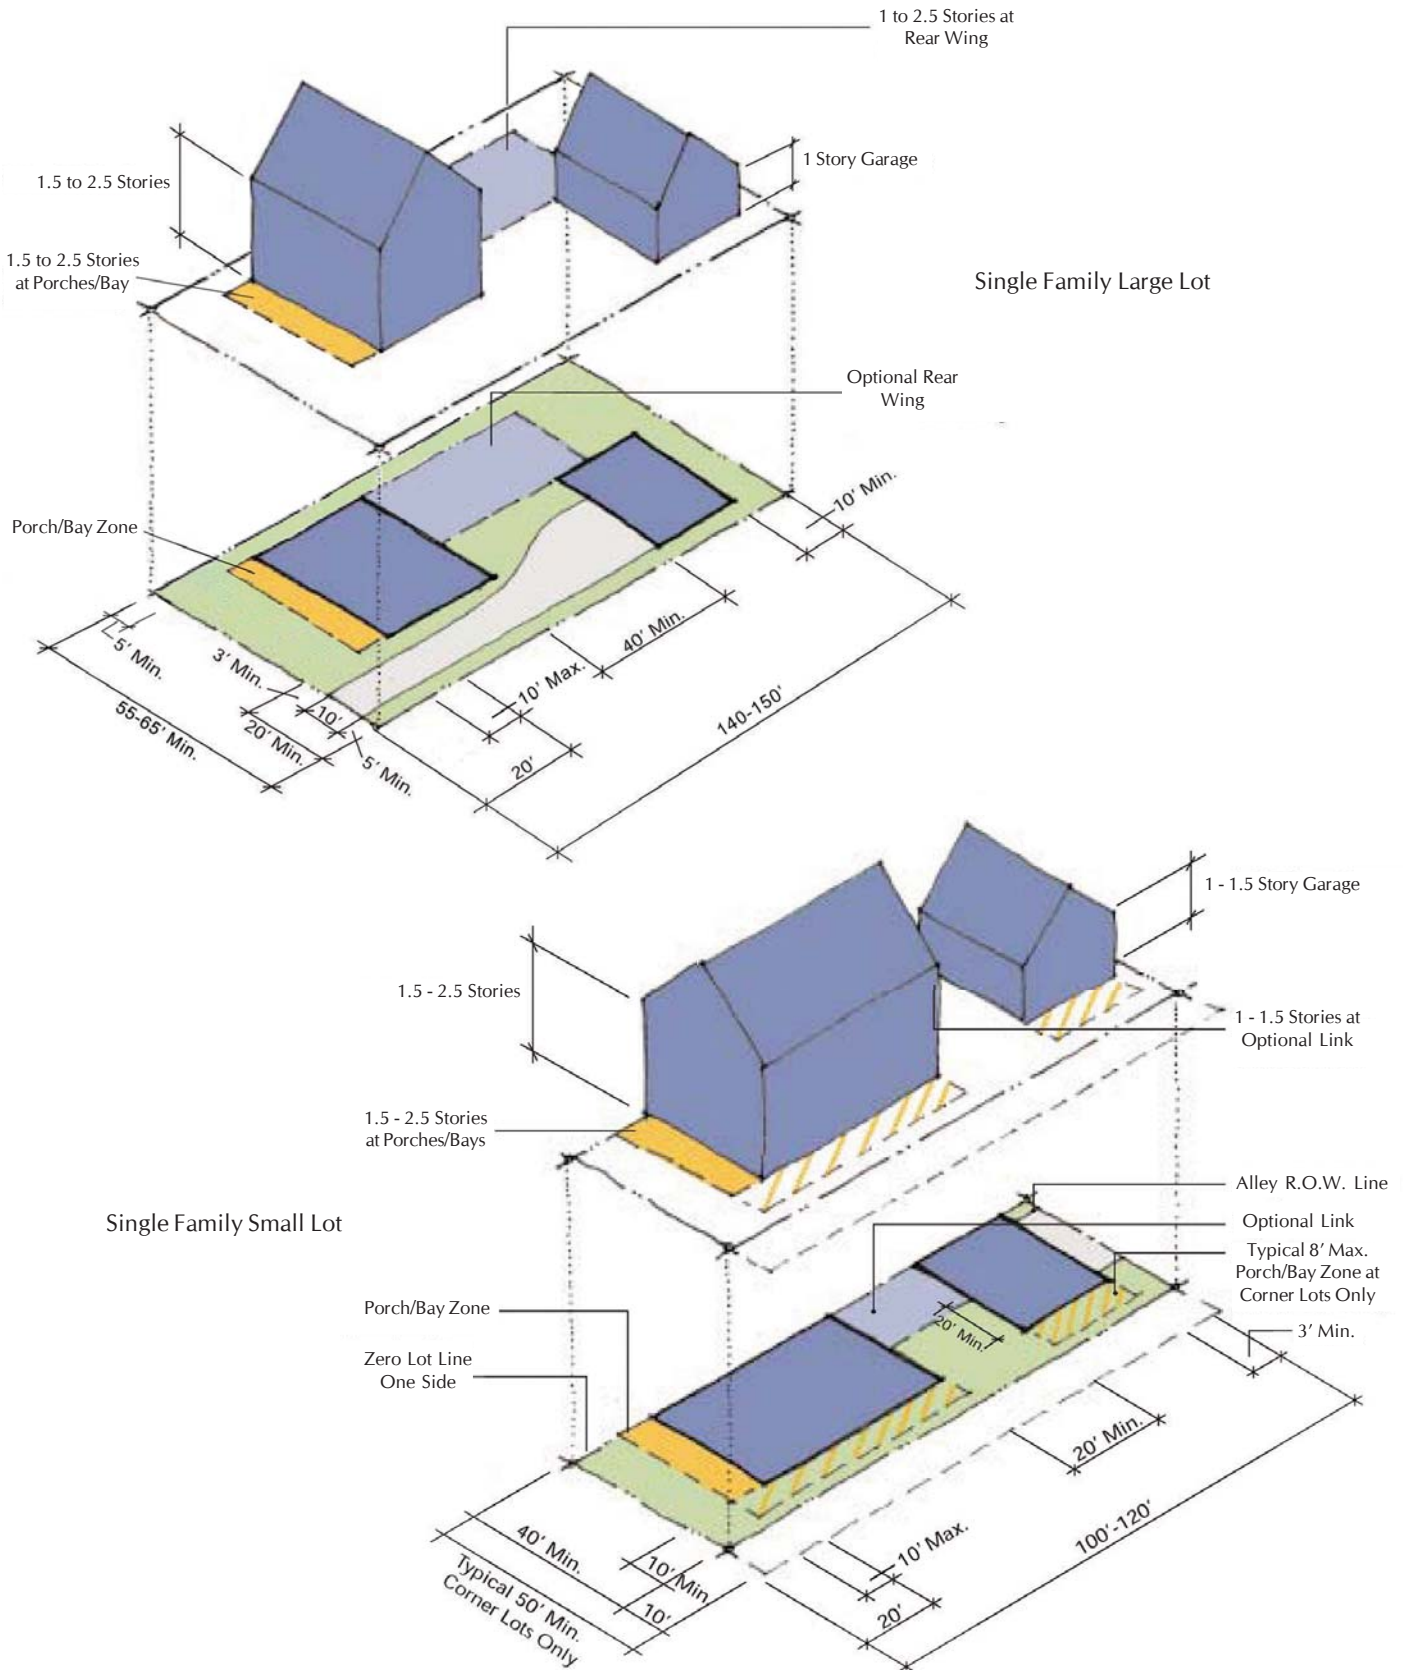 1 to 2.5 Stories at
Rear Wing
1 Story Garage
1.5 to 2.5 Stories
1.5 to 2.5 Stories
at Porches/Bay
Single Family Large Lot
Optional Rear
Wing
10' Min.
Porch/Bay Zone
40' Min.
5' Min.
3' Min.
10' Max.
140-150'
55-65' Min.
20' Min.
10'
5' Min.
20'
1 - 1.5 Story Garage
1.5 - 2.5 Stories
1 - 1.5 Stories at
Optional Link
1.5 - 2.5 Stories
at Porches/Bays
Alley R.O.W. Line
Single Family Small Lot
Optional Link
Typical 8' Max.
Porch/Bay Zone at
Corner Lots Only
Porch/Bay Zone
20' Min.
3' Min.
Zero Lot Line
One Side
20' Min.
100'-120'
40' Min.
10' Min
10' Max.
Typical 50' Min.
Corner Lots Only
10'
20'